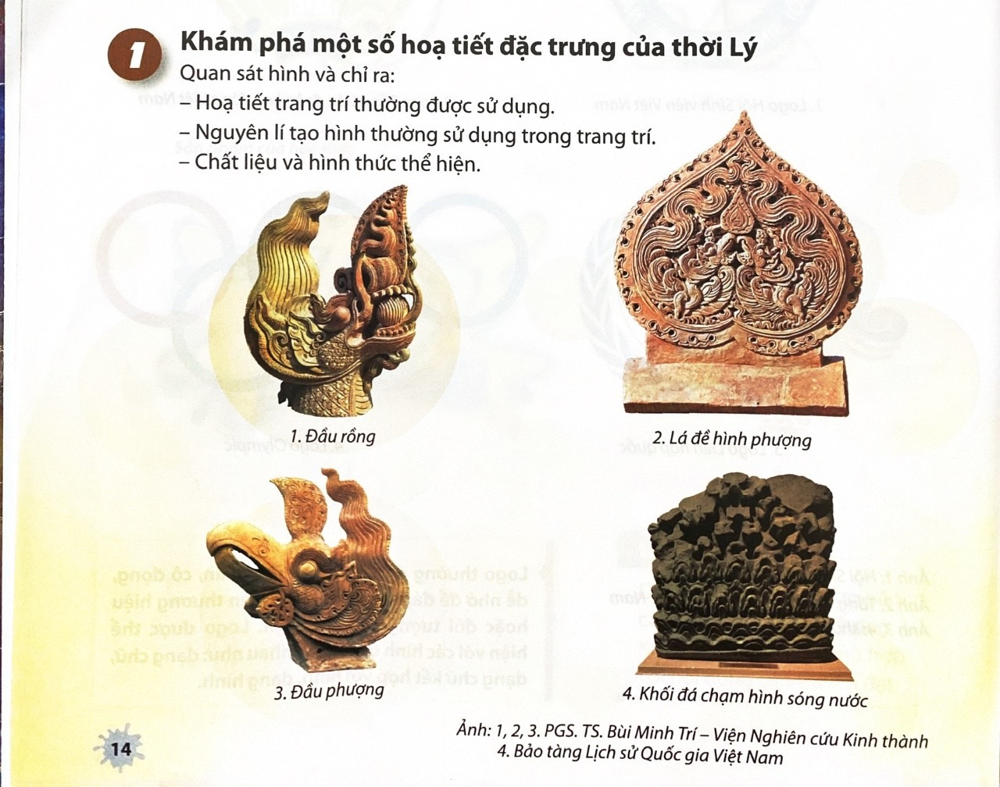 1
Khám phá một số hoạ tiết đặc trưng của thời Lý
Quan sát hình và chỉ ra:
– Hoạ tiết trang trí thường được sử dụng.
– Nguyên lí tạo hình thường sử dụng trong trang trí.
– Chất liệu và hình thức thể hiện.
1. Đầu rồng
2. Lá đề hình phượng
3. Đầu phượng
4. Khối đá chạm hình sóng nước
Ảnh: 1, 2, 3. PGS. TS. Bùi Minh Trí – Viện Nghiên cứu Kinh thành
4. Bảo tàng Lịch sử Quốc gia Việt Nam
14